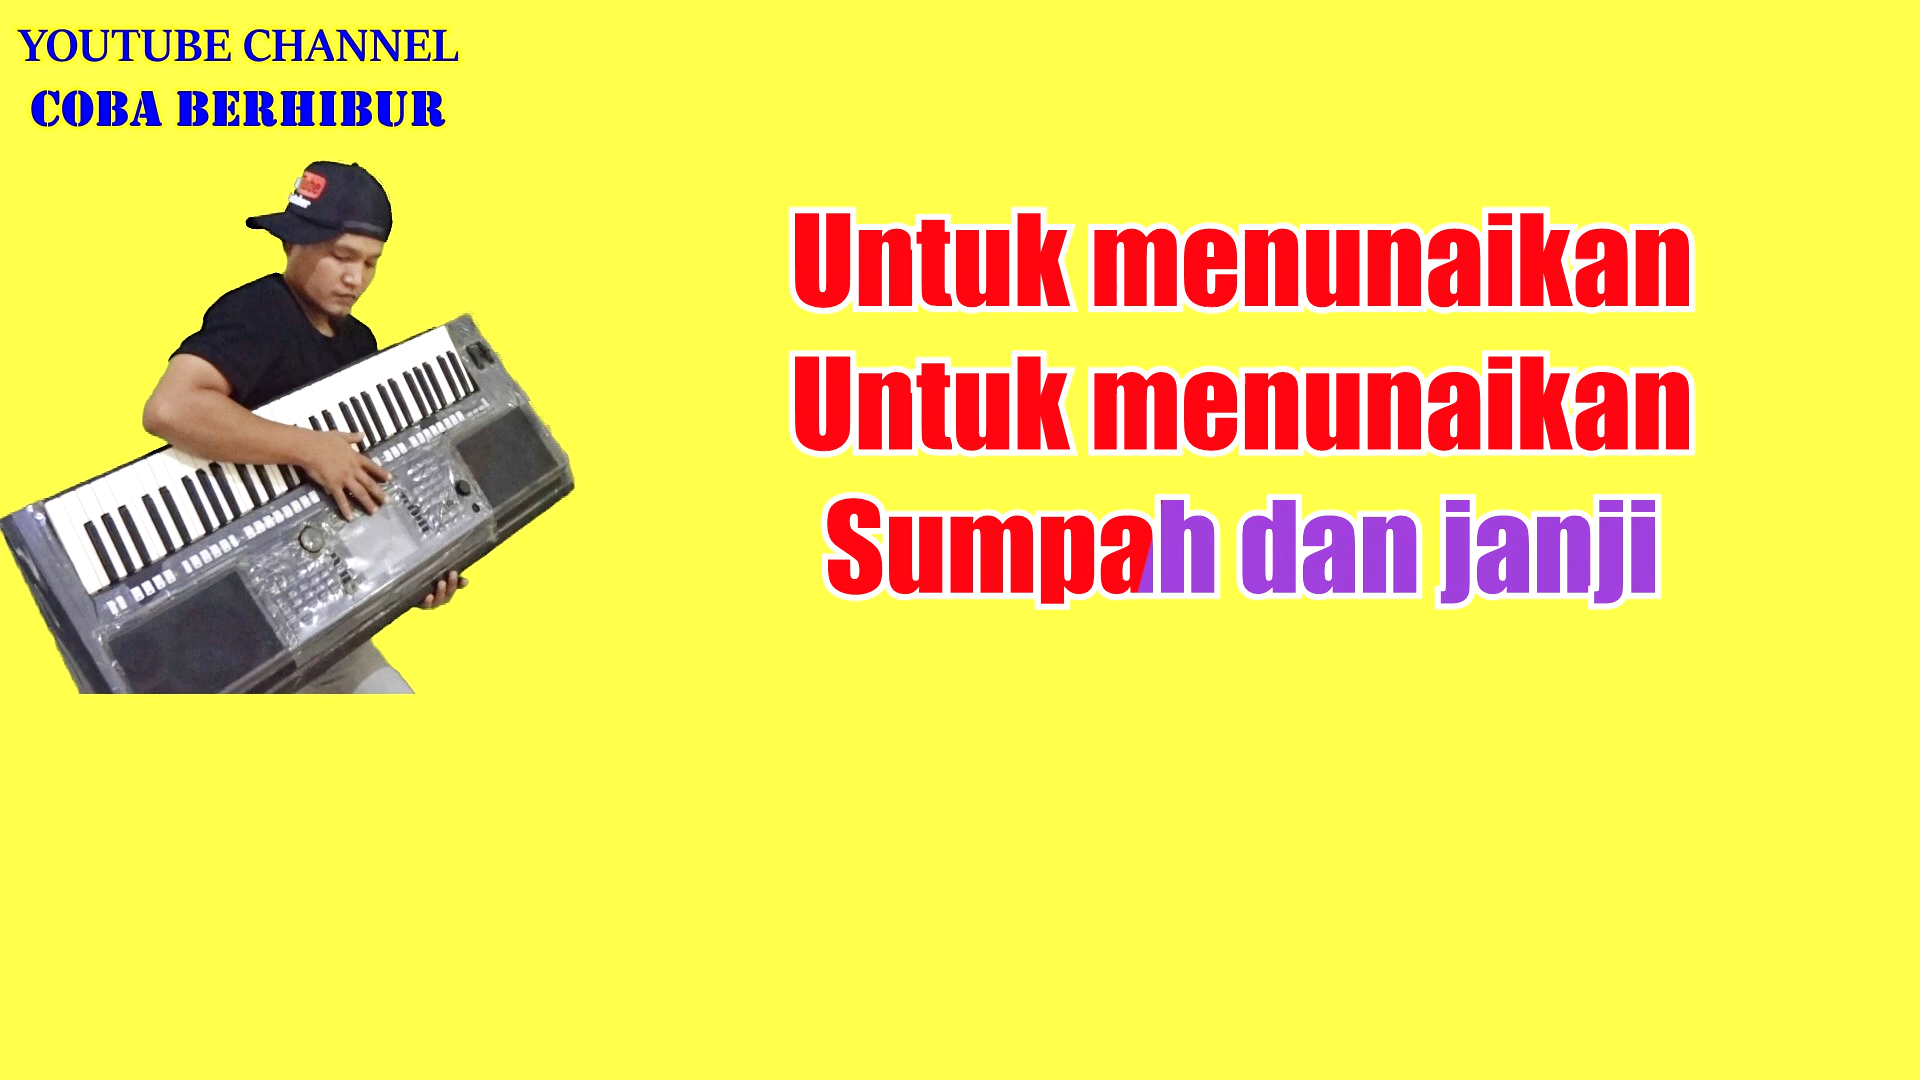 YOUTUBE CHANNEL
COBA BERHIBUR
Untuk menunaikan
Untuk menunaikan
Sumpah dan janji